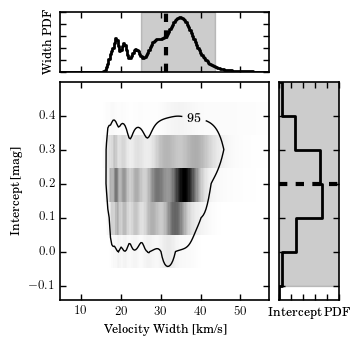 Width PDF
95
0.4
0.3
0.2
0.1
0.0
−0.1
Intercept [mag]
10 20 30 40 50
Velocity Width [km/s]
Intercept PDF